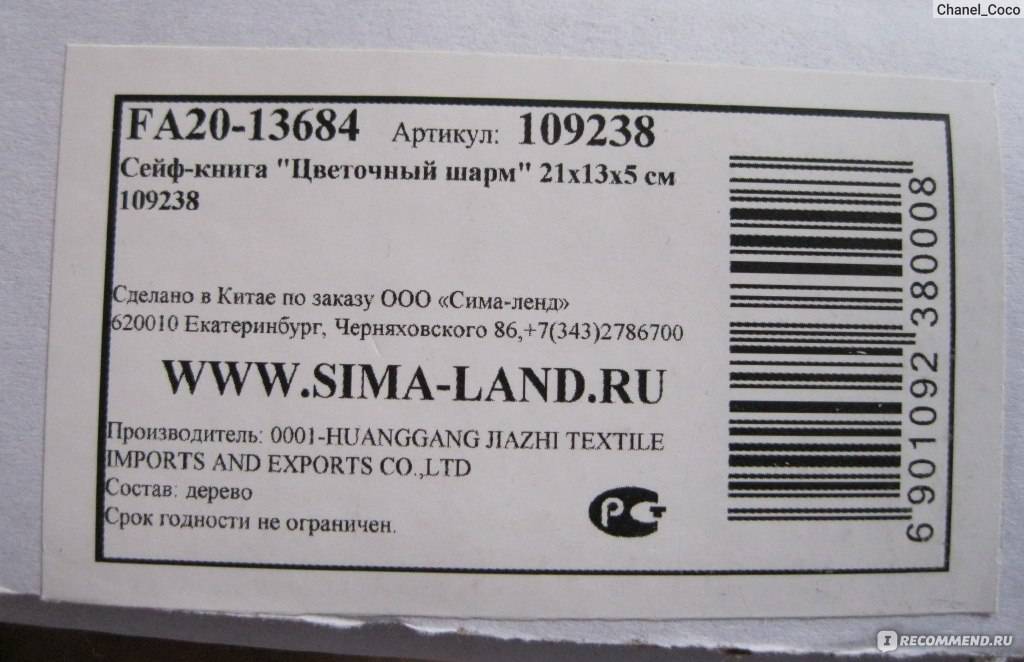 Chanel_Coco
FA20-13684 Артикул: 109238
Сейф-книга "Цветочный шарм" 21х13х5 см
109238
Сделано в Китае по заказу ООО «Сима-ленд»
620010 Екатеринбург, Черняховского 86,+7(343)2786700
WWW.SIMA-LAND.RU
Производитель: 0001-HUANGGANG JIAZHI TEXTILE
IMPORTS AND EXPORTS CO.,LTD
Состав: дерево
Срок годности не ограничен.
РСТ
6 901092 380008
I RECOMMEND.RU